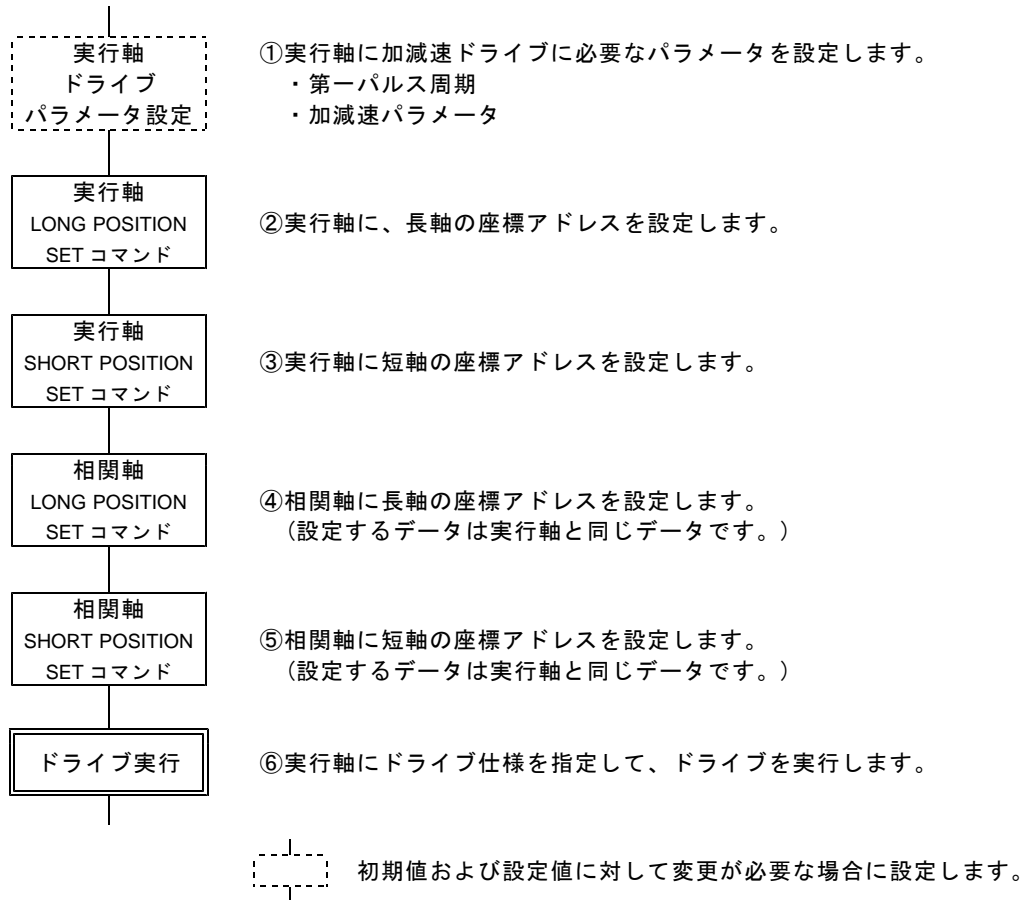 実行軸
ドライブ
パラメータ設定
①実行軸に加減速ドライブに必要なパラメータを設定します。
・第一パルス周期
・加減速パラメータ
実行軸
LONG POSITION
SET コマンド
②実行軸に、長軸の座標アドレスを設定します。
実行軸
SHORT POSITION
SET コマンド
③実行軸に短軸の座標アドレスを設定します。
相関軸
LONG POSITION
SET コマンド
④相関軸に長軸の座標アドレスを設定します。
（設定するデータは実行軸と同じデータです。）
相関軸
SHORT POSITION
SET コマンド
⑤相関軸に短軸の座標アドレスを設定します。
（設定するデータは実行軸と同じデータです。）
ドライブ実行
⑥実行軸にドライブ仕様を指定して、ドライブを実行します。
初期値および設定値に対して変更が必要な場合に設定します。